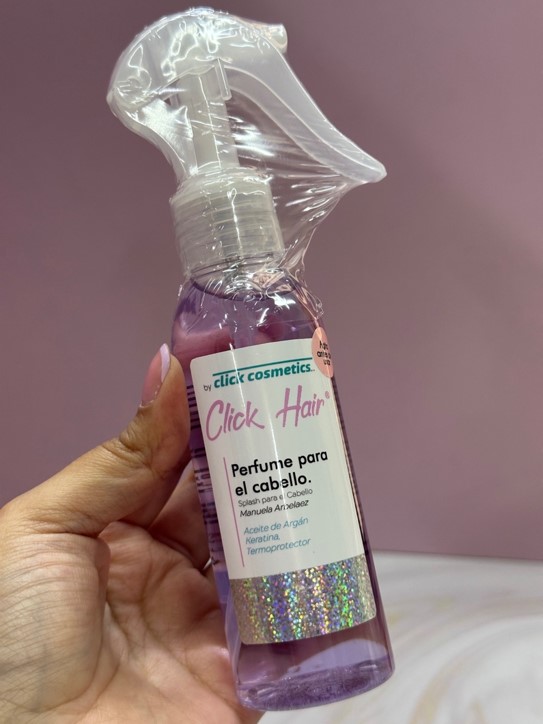 by click cosmetics
Click Hair®
Perfume para
el cabello.
Splash para el Cabello
Manuela Arbelaez
Aceite de Argán
Keratina,
Termoprotector